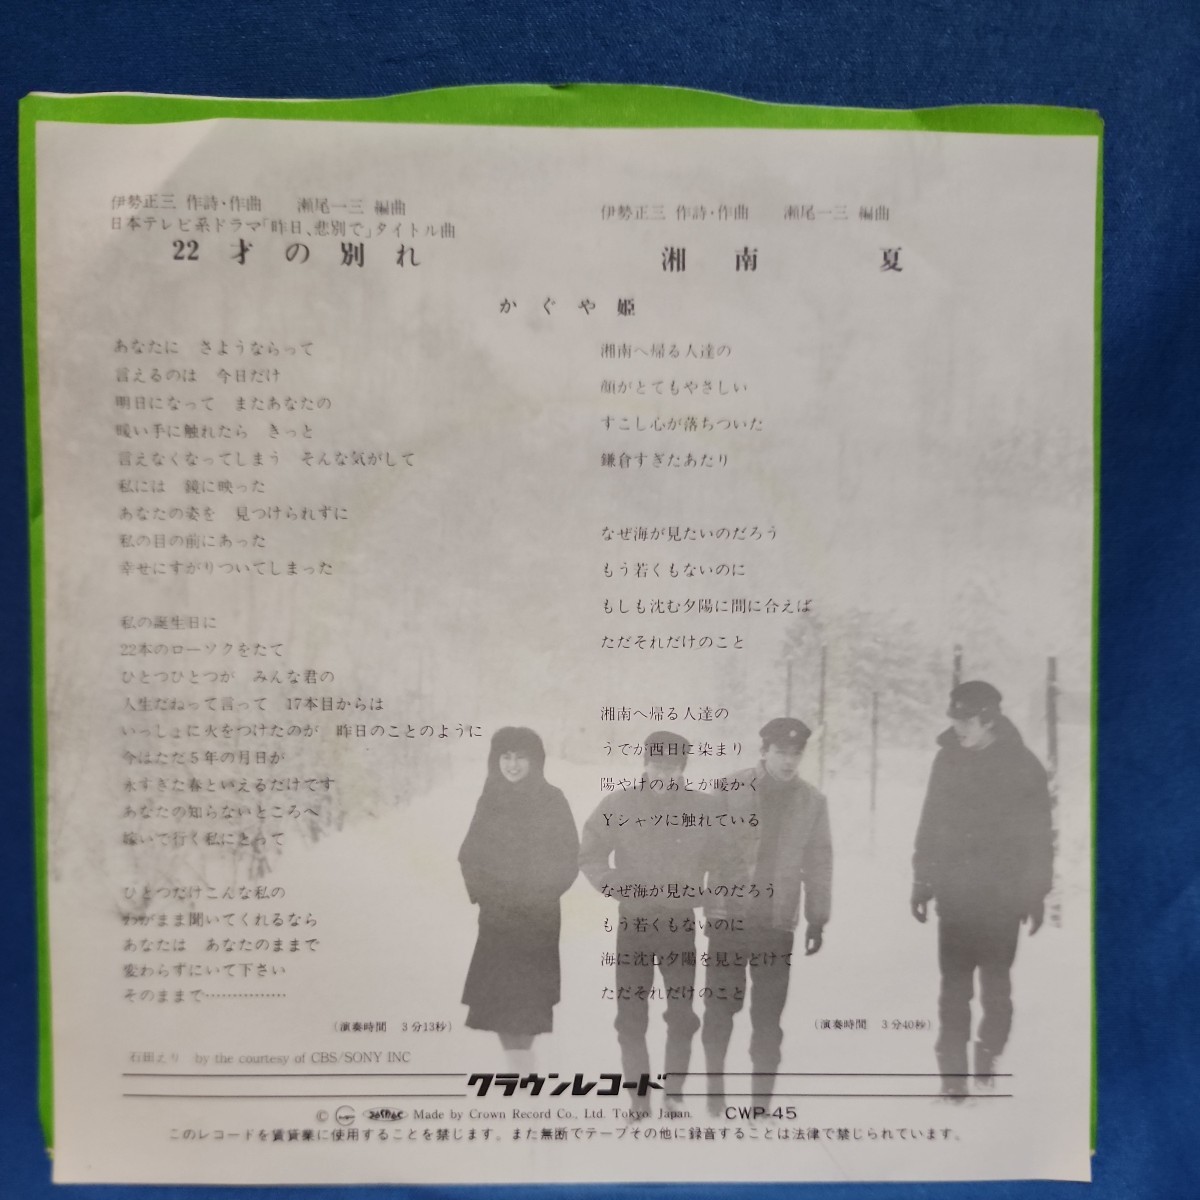 伊勢正三 作詩・作曲　瀬尾一三 編曲
日本テレビ系ドラマ「昨日、悲別で」タイトル曲
22才の別れ
伊勢正三 作詩・作曲　瀬尾一三 編曲
湘南　夏
かぐや姫
あなたに　さようならって
言えるのは　今日だけ
明日になって　またあなたの
暖い手に触れたら　きっと
言えなくなってしまう　そんな気がして
私には　鏡に映った
あなたの姿を　見つけられずに
私の目の前にあった
幸せにすがりついてしまった
私の誕生日に
22本のローソクをたて
ひとつひとつが　みんな君の
人生だねって言って　17本目からは
いっしょに火をつけたのが　昨日のことのように
今はただ５年の月日が
永すぎた春といえるだけです
あなたの知らないところへ
嫁いで行く私にとって
ひとつだけこんな私の
わがまま聞いてくれるなら
あなたは　あなたのままで
変わらずにいて下さい
そのままで……………
（演奏時間　３分13秒）
湘南へ帰る人達の
顔がとてもやさしい
すこし心が落ちついた
鎌倉すぎたあたり
なぜ海が見たいのだろう
もう若くもないのに
もしも沈む夕陽に間に合えば
ただそれだけのこと
湘南へ帰る人達の
うでが西日に染まり
陽やけのあとが暖かく
Ｙシャツに触れている
なぜ海が見たいのだろう
もう若くもないのに
海に沈む夕陽を見とどけて
ただそれだけのこと
（演奏時間　３分40秒）
石田えり　by the courtesy of CBS/SONY INC
クラウンレコード
Ⓒ Made by Crown Record Co., Ltd. Tokyo Japan. CWP-45
このレコードを賃貸業に使用することを禁じます。また無断でテープその他に録音することは法律で禁じられています。